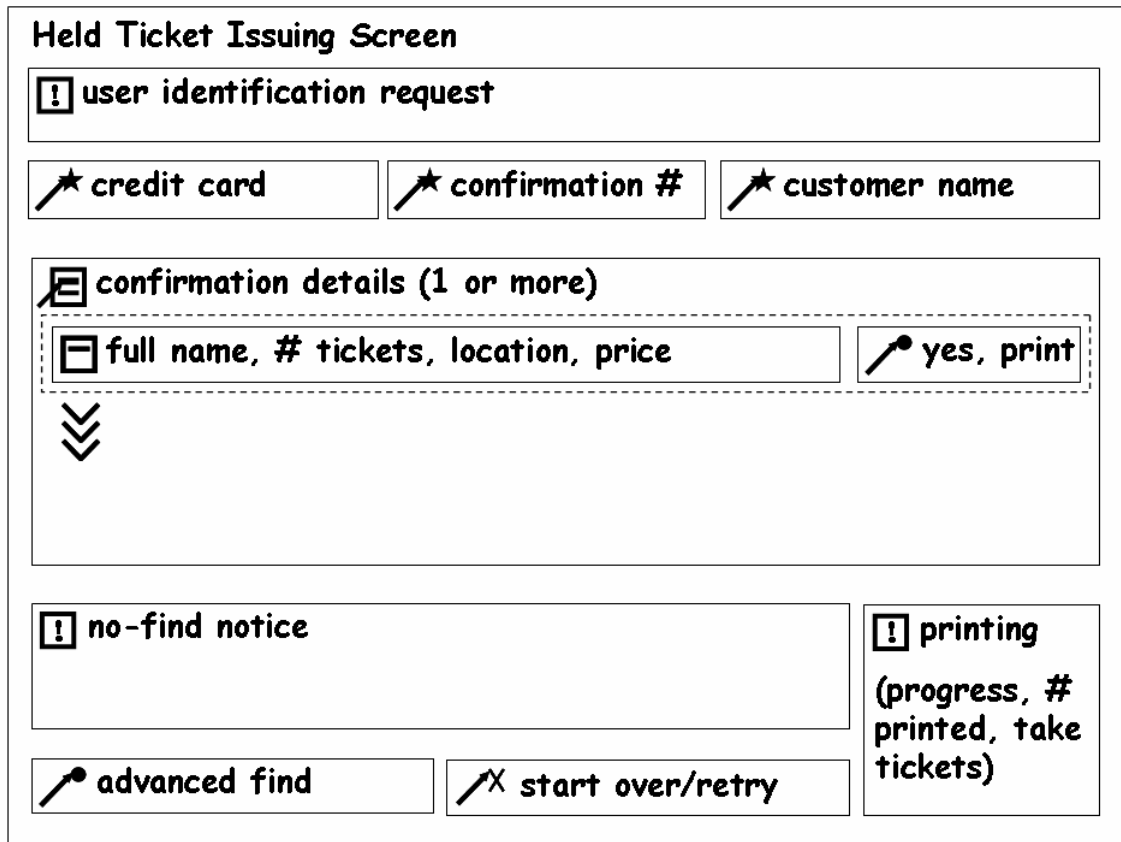 Held Ticket Issuing Screen
! user identification request
credit card
confirmation #
customer name
confirmation details (1 or more)
full name, # tickets, location, price
yes, print
! no-find notice
! printing
(progress, #
printed, take
tickets)
advanced find
X start over/retry